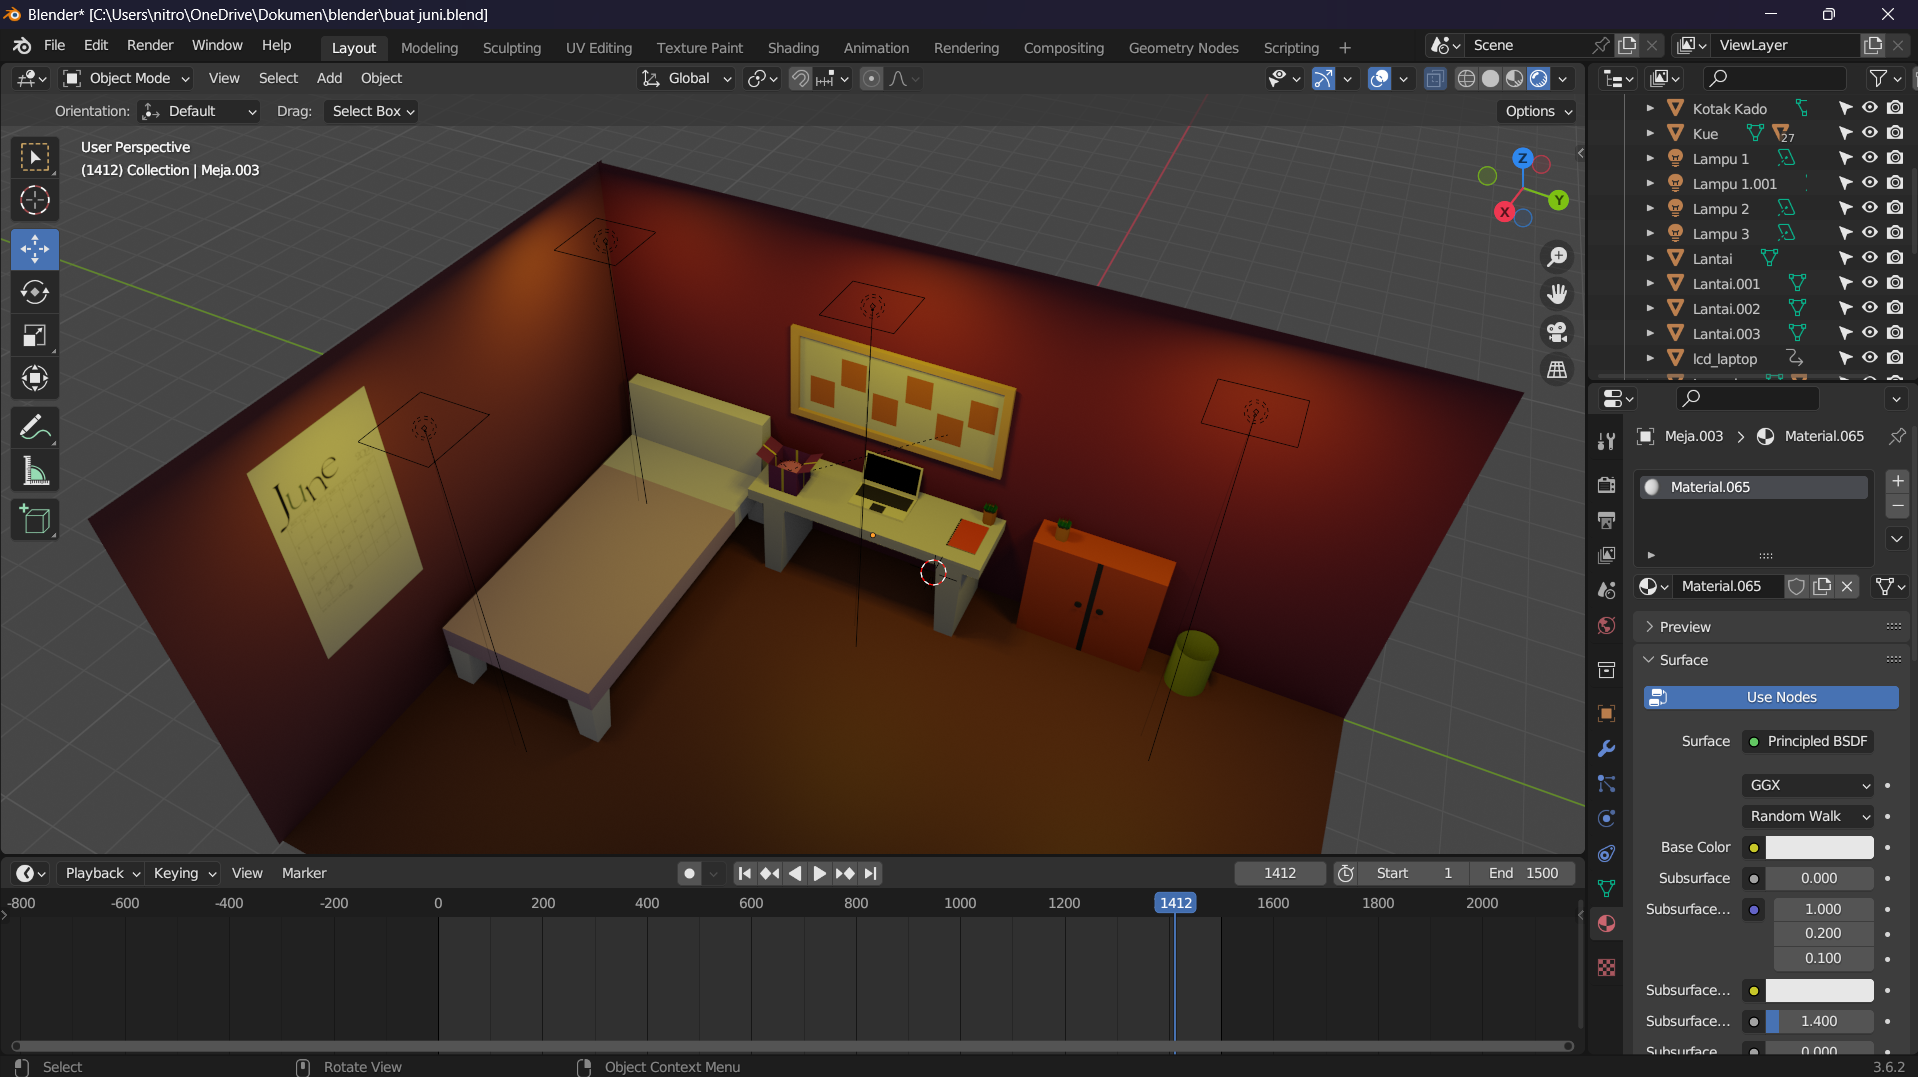 Blender* [C:\Users\nitro\OneDrive\Dokumen\blender\buat juni.blend]
File Edit Render Window Help Layout Modeling Sculpting UV Editing Texture Paint Shading Animation Rendering Compositing Geometry Nodes Scripting + Scene ViewLayer
Object Mode View Select Add Object Global
Orientation: Default Drag: Select Box Options
User Perspective
(1412) Collection | Meja.003
Z
Y
X
June
Kotak Kado
Kue 27
Lampu 1
Lampu 1.001
Lampu 2
Lampu 3
Lantai
Lantai.001
Lantai.002
Lantai.003
lcd_laptop
Meja.003 > Material.065
Material.065
Material.065
Preview
Surface
Use Nodes
Surface Principled BSDF
GGX
Random Walk
Base Color
Subsurface 0.000
Subsurface... 1.000
0.200
0.100
Subsurface...
Subsurface... 1.400
Subsurface 0.000
Playback Keying View Marker 1412 Start 1 End 1500
-800 -600 -400 -200 0 200 400 600 800 1000 1200 1412 1600 1800 2000
Select Rotate View Object Context Menu 3.6.2